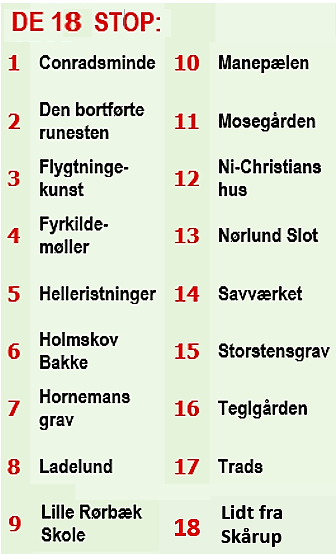 DE 18 STOP:
1 Conradsminde
2 Den bortførte
runesten
3 Flygtninge-
kunst
4 Fyrkilde-
møller
5 Helleristninger
6 Holmskov
Bakke
7 Hornemans
grav
8 Ladelund
9 Lille Rørbæk
Skole
10 Manepælen
11 Mosegården
12 Ni-Christians
hus
13 Nørlund Slot
14 Savværket
15 Storstensgrav
16 Teglgården
17 Trads
18 Lidt fra
Skårup